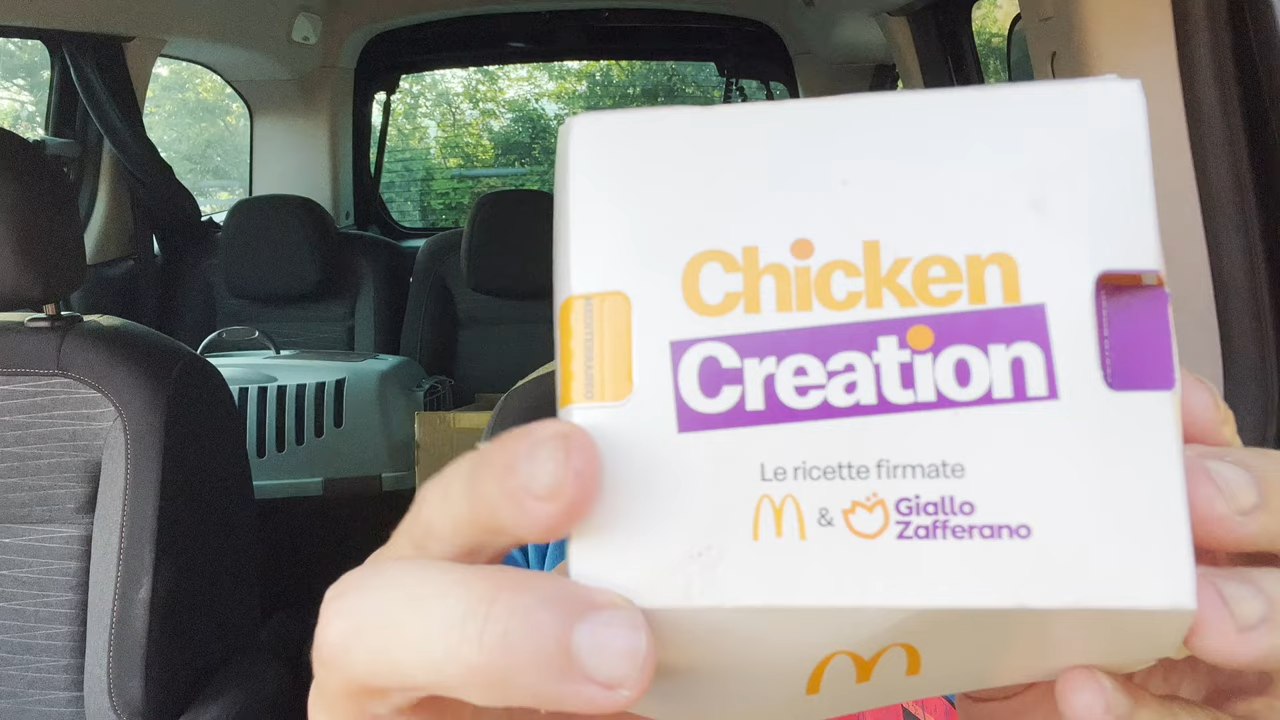 Chicken
Creation
Le ricette firmate
& Giallo
Zafferano